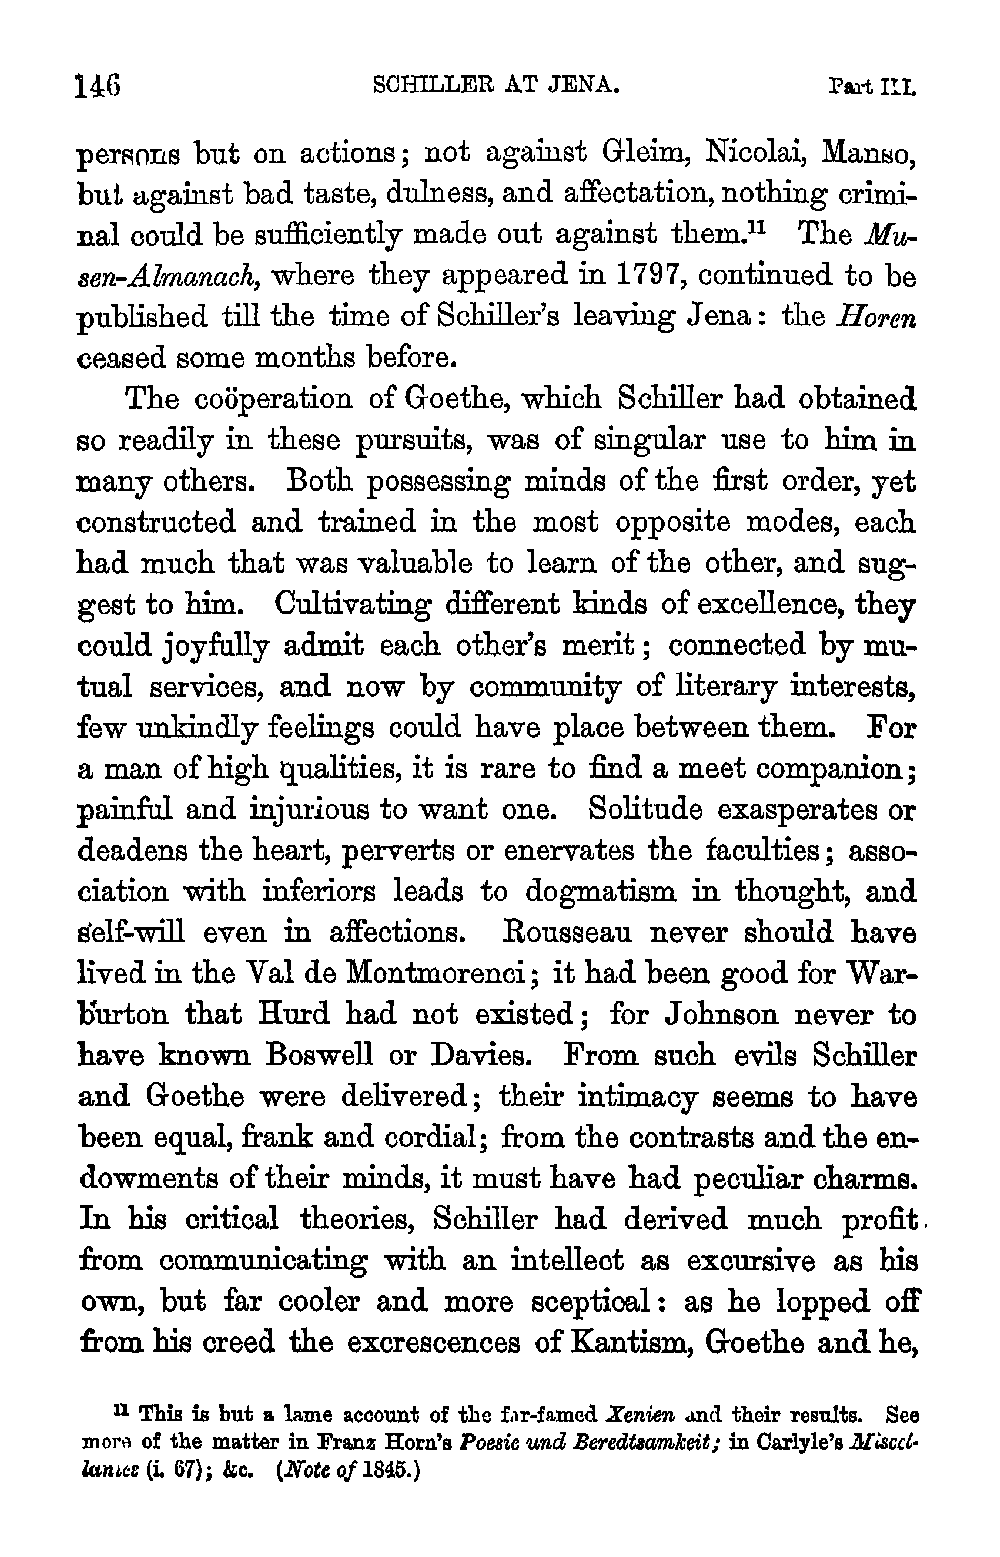 146 SCHILLER AT JENA. Part III.
persons but on actions; not against Gleim, Nicolai, Manso,
but against bad taste, dulness, and affectation, nothing crimi-
nal could be sufficiently made out against them.¹¹ The Mu-
sen-Almanach, where they appeared in 1797, continued to be
published till the time of Schiller's leaving Jena: the Horen
ceased some months before.
The coöperation of Goethe, which Schiller had obtained
so readily in these pursuits, was of singular use to him in
many others. Both possessing minds of the first order, yet
constructed and trained in the most opposite modes, each
had much that was valuable to learn of the other, and sug-
gest to him. Cultivating different kinds of excellence, they
could joyfully admit each other's merit; connected by mu-
tual services, and now by community of literary interests,
few unkindly feelings could have place between them. For
a man of high qualities, it is rare to find a meet companion;
painful and injurious to want one. Solitude exasperates or
deadens the heart, perverts or enervates the faculties; asso-
ciation with inferiors leads to dogmatism in thought, and
self-will even in affections. Rousseau never should have
lived in the Val de Montmorenci; it had been good for War-
burton that Hurd had not existed; for Johnson never to
have known Boswell or Davies. From such evils Schiller
and Goethe were delivered; their intimacy seems to have
been equal, frank and cordial; from the contrasts and the en-
dowments of their minds, it must have had peculiar charms.
In his critical theories, Schiller had derived much profit
from communicating with an intellect as excursive as his
own, but far cooler and more sceptical: as he lopped off
from his creed the excrescences of Kantism, Goethe and he,
¹¹ This is but a lame account of the far-famed Xenien and their results. See
more of the matter in Franz Horn's Poesie und Beredtsamkeit; in Carlyle's Miscel-
lanies (i. 67); &c. (Note of 1845.)